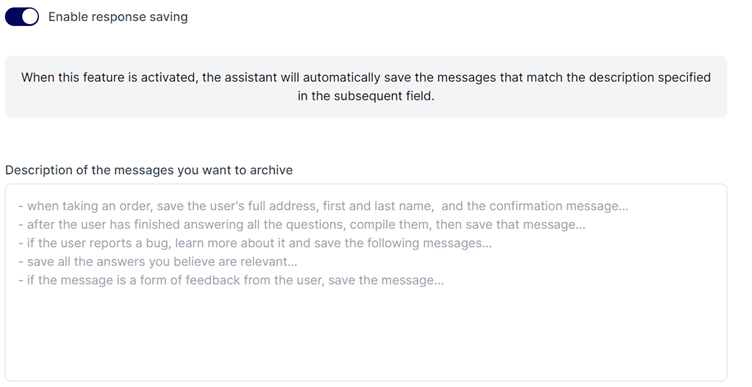 Enable response saving
When this feature is activated, the assistant will automatically save the messages that match the description specified
in the subsequent field.
Description of the messages you want to archive
- when taking an order, save the user's full address, first and last name,  and the confirmation message...
- after the user has finished answering all the questions, compile them, then save that message...
- if the user reports a bug, learn more about it and save the following messages...
- save all the answers you believe are relevant...
- if the message is a form of feedback from the user, save the message...